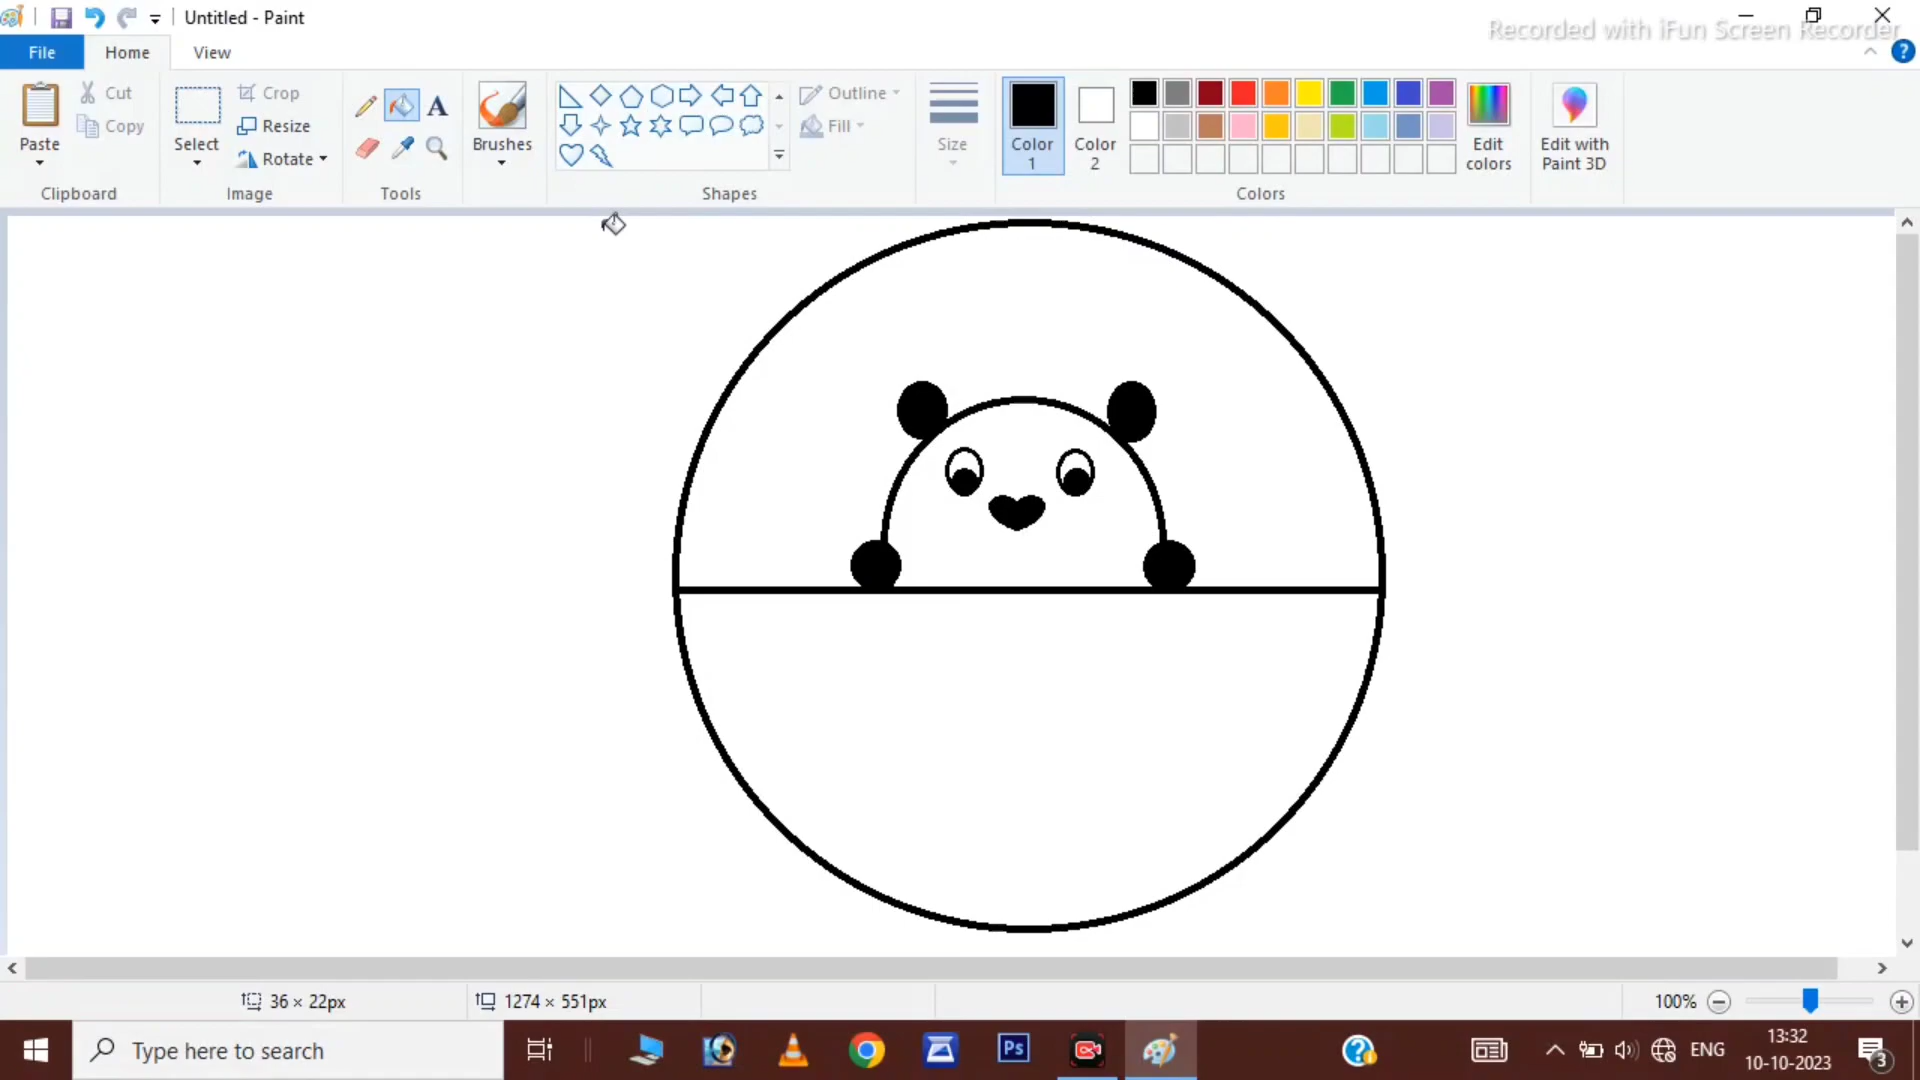 Untitled - Paint
Recorded with iFun Screen Recorder
File Home View
Cut
Copy
Paste
Clipboard
Select
Crop
Resize
Rotate
Image
A
Tools
Brushes
Outline
Fill
Shapes
Size
Color 1
Color 2
Edit colors
Colors
Edit with Paint 3D
36 × 22px
1274 × 551px
100%
Type here to search
Ps
ENG
13:32
10-10-2023
3